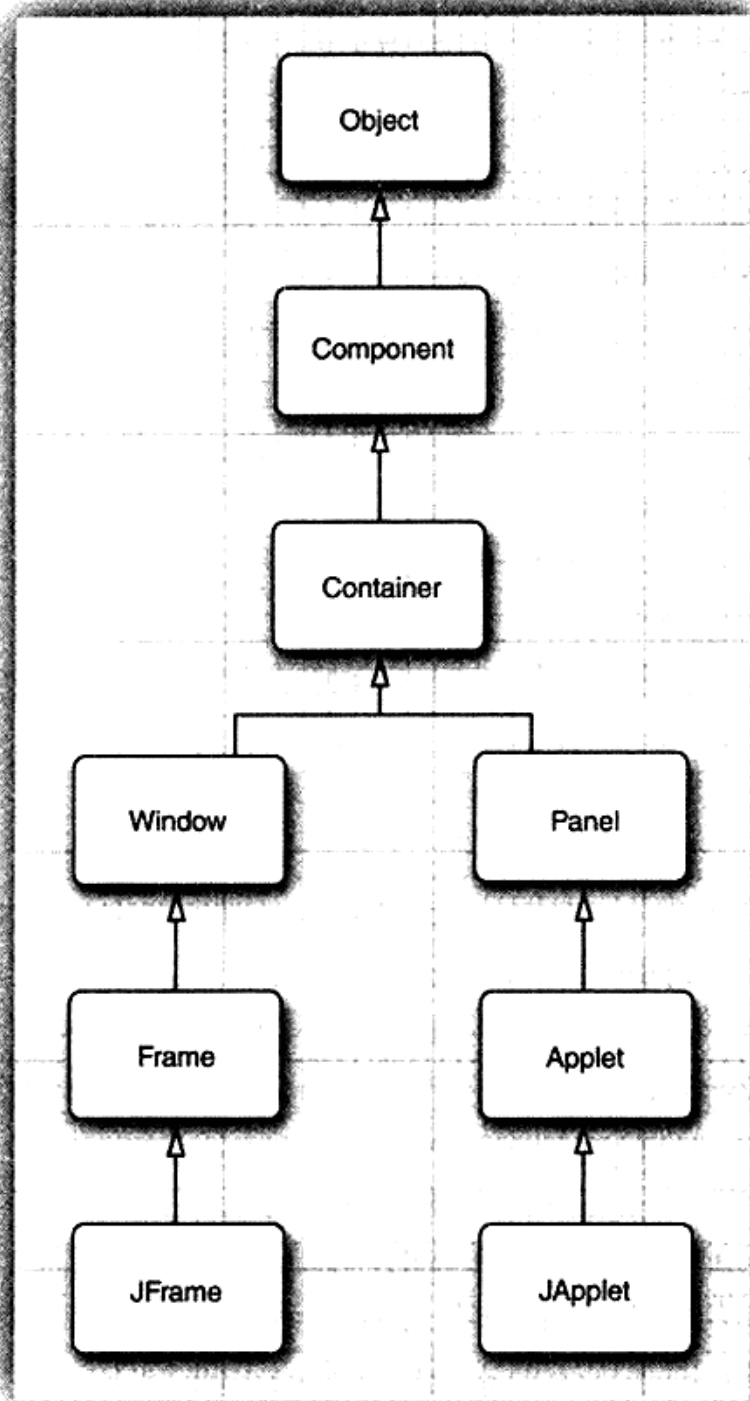 Object
Component
Container
Window
Panel
Frame
Applet
JFrame
JApplet